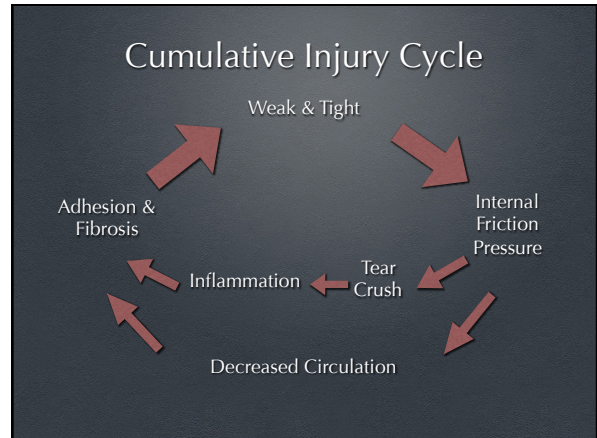 Cumulative Injury Cycle
Weak & Tight
Adhesion &
Fibrosis
Internal
Friction
Pressure
Inflammation
Tear
Crush
Decreased Circulation